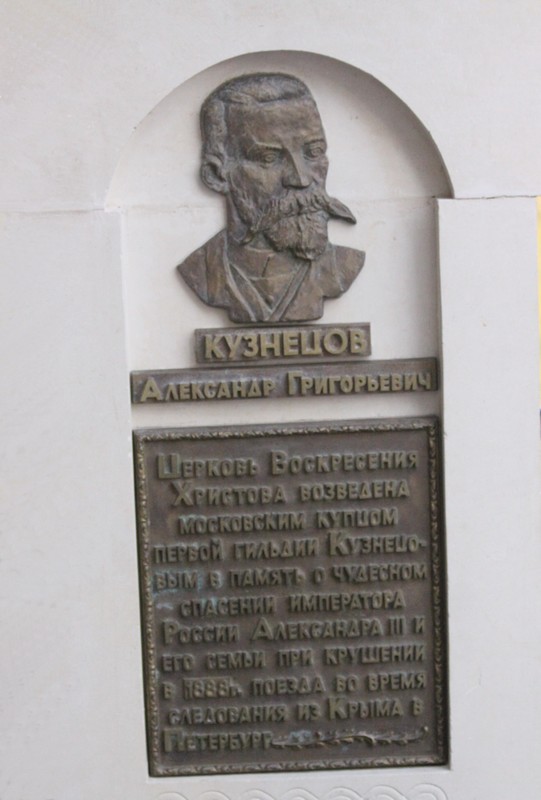 КУЗНЕЦОВ
Александр Григорьевич
Церковь Воскресения
Христова возведена
московским купцом
первой гильдии Кузнецо-
вым в память о чудесном
спасении императора
России Александра III и
его семьи при крушении
в 1888г. поезда во время
следования из Крыма в
Петербург